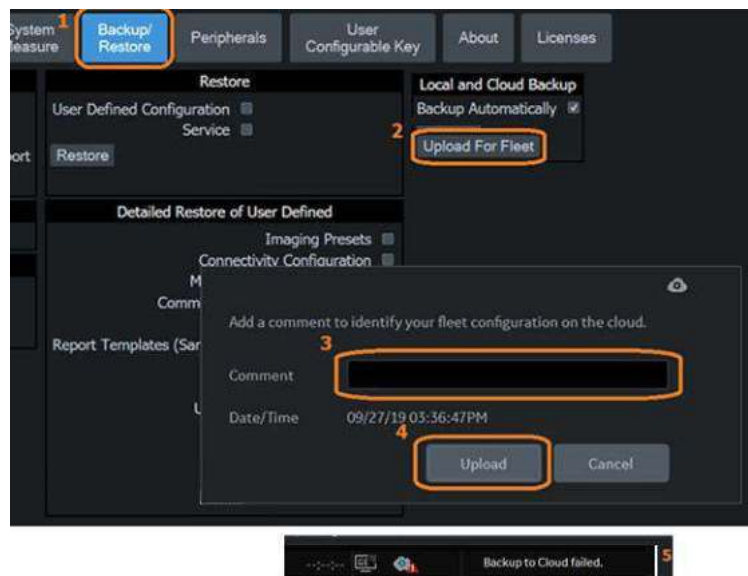 System
Measure
1
Backup/
Restore
Peripherals
User
Configurable Key
About
Licenses
Restore
User Defined Configuration
Service
Restore
Local and Cloud Backup
Backup Automatically
2
Upload For Fleet
Detailed Restore of User Defined
Imaging Presets
Connectivity Configuration
M
Comm
Report Templates (Sar
U
Add a comment to identify your fleet configuration on the cloud.
3
Comment
Date/Time 09/27/19 03:36:47PM
4
Upload Cancel
--:--:-- Backup to Cloud failed. 5